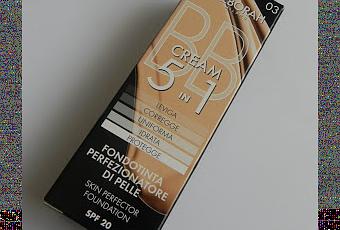 DEBORAH
03
BB
CREAM
5 IN 1
LEVIGA
CORREGGE
UNIFORMA
IDRATA
PROTEGGE
FONDOTINTA
PERFEZIONATORE
DI PELLE
SKIN PERFECTOR
FOUNDATION
SPF 20